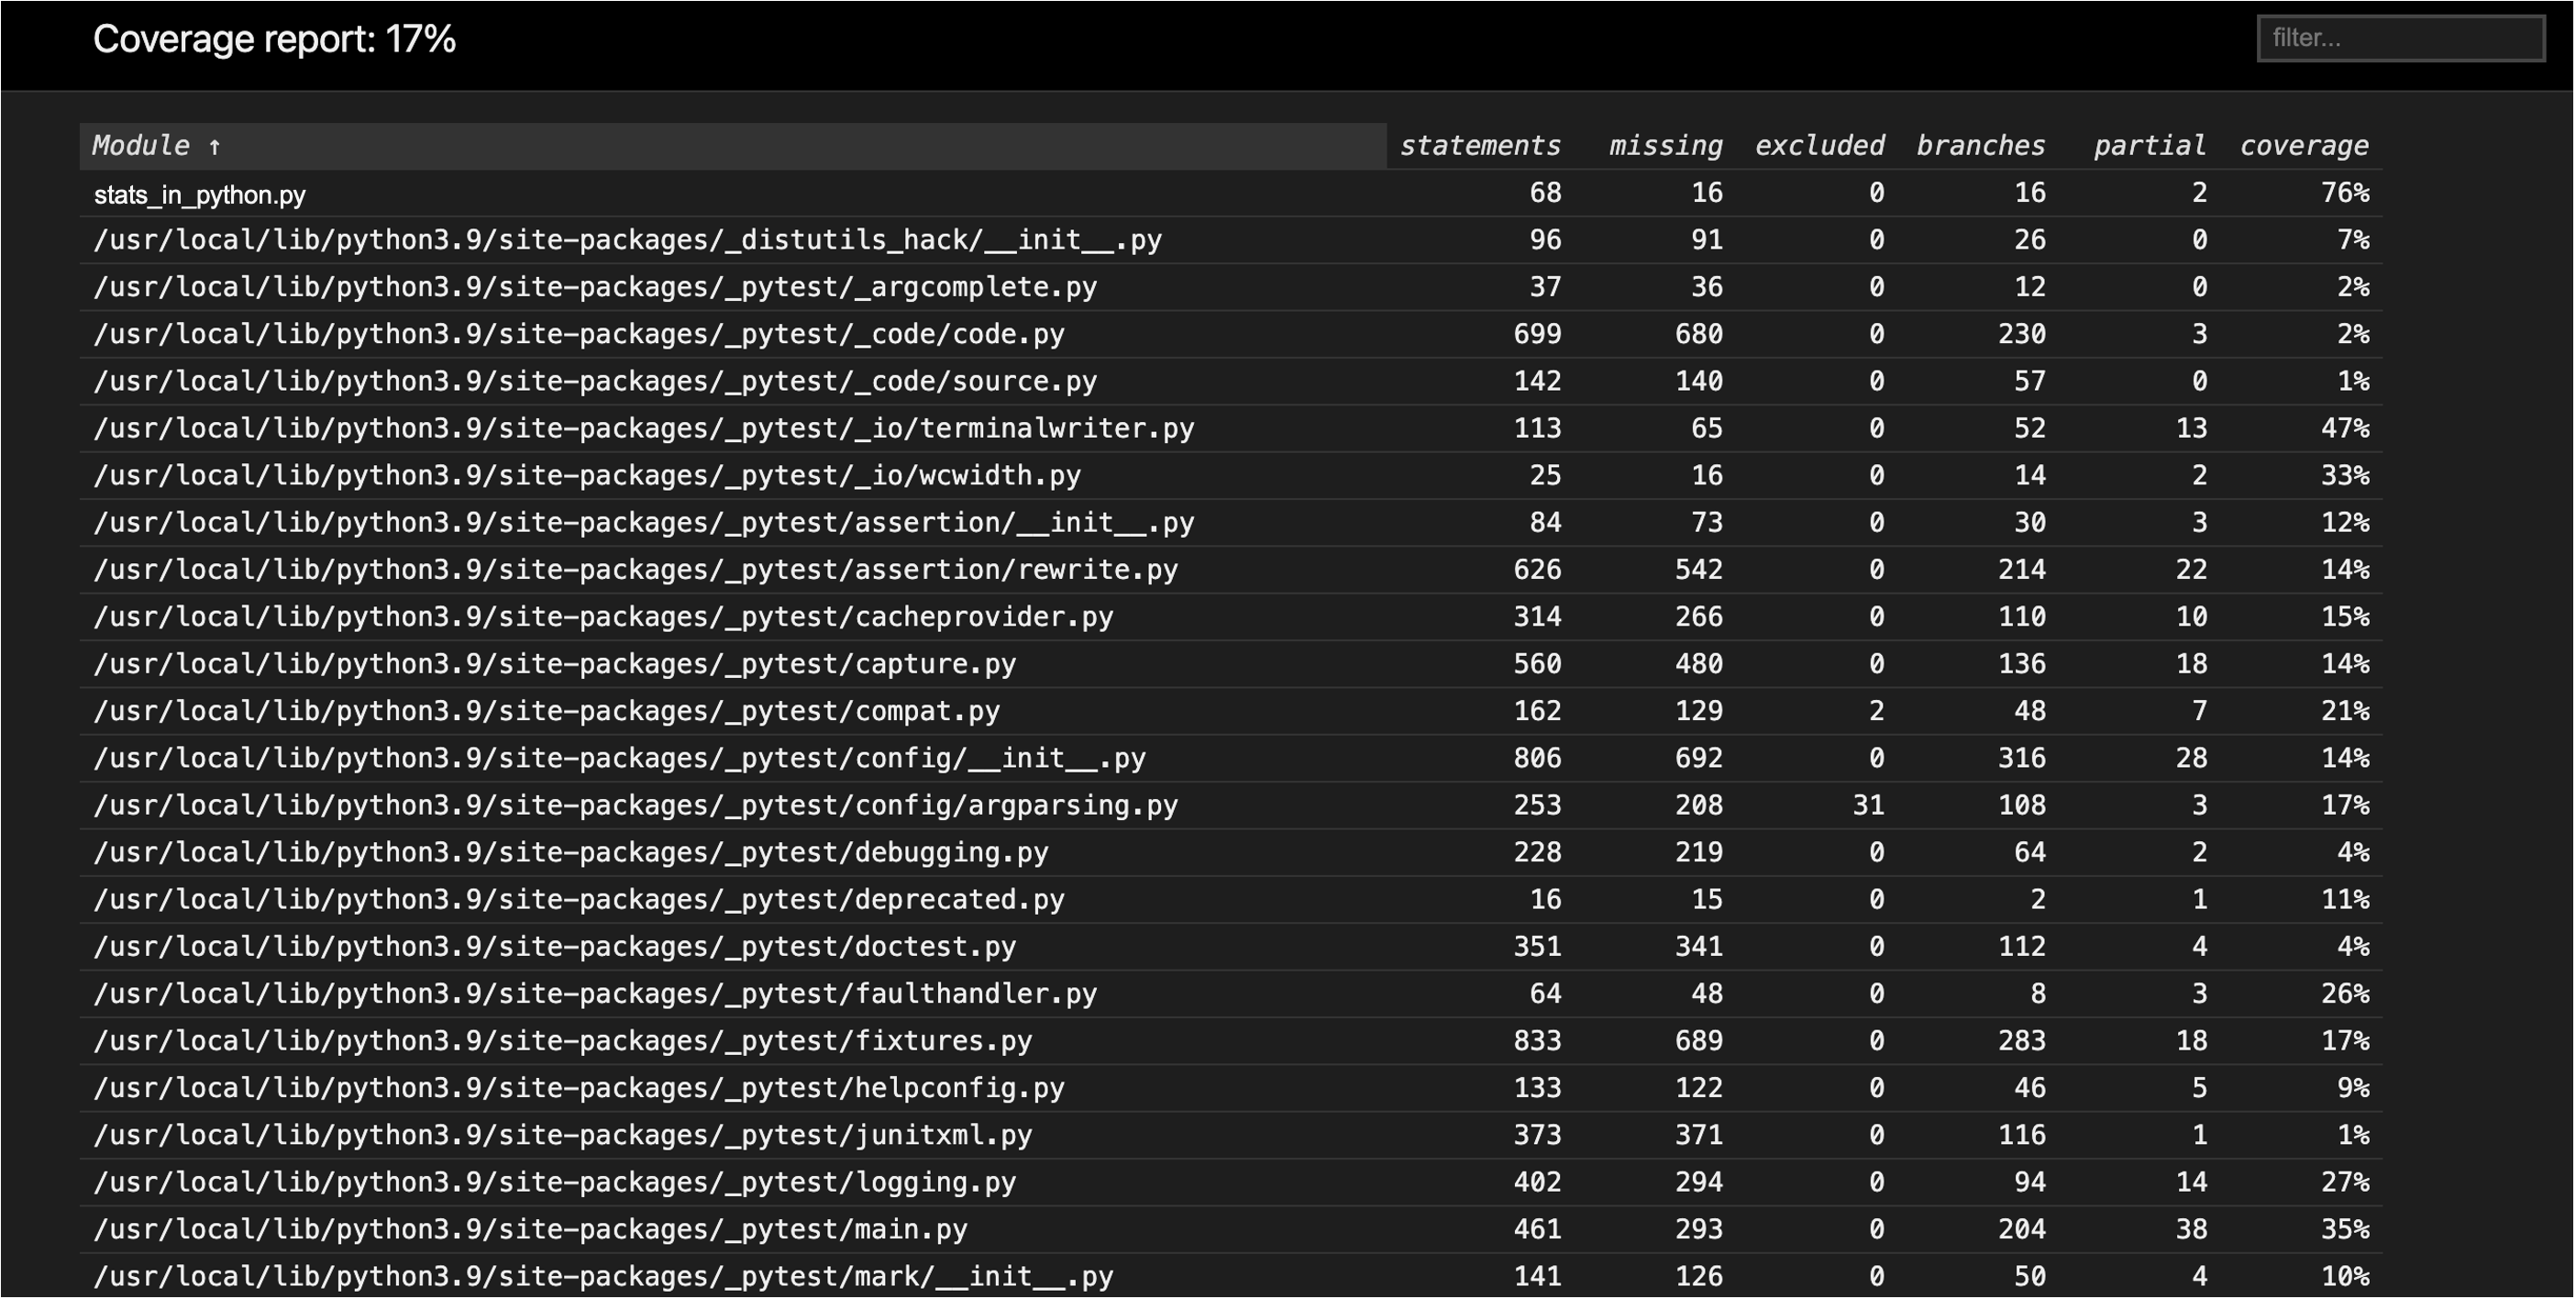 Coverage report: 17%
filter...
Module ↑ statements missing excluded branches partial coverage
stats_in_python.py 68 16 0 16 2 76%
/usr/local/lib/python3.9/site-packages/_distutils_hack/__init__.py 96 91 0 26 0 7%
/usr/local/lib/python3.9/site-packages/_pytest/_argcomplete.py 37 36 0 12 0 2%
/usr/local/lib/python3.9/site-packages/_pytest/_code/code.py 699 680 0 230 3 2%
/usr/local/lib/python3.9/site-packages/_pytest/_code/source.py 142 140 0 57 0 1%
/usr/local/lib/python3.9/site-packages/_pytest/_io/terminalwriter.py 113 65 0 52 13 47%
/usr/local/lib/python3.9/site-packages/_pytest/_io/wcwidth.py 25 16 0 14 2 33%
/usr/local/lib/python3.9/site-packages/_pytest/assertion/__init__.py 84 73 0 30 3 12%
/usr/local/lib/python3.9/site-packages/_pytest/assertion/rewrite.py 626 542 0 214 22 14%
/usr/local/lib/python3.9/site-packages/_pytest/cacheprovider.py 314 266 0 110 10 15%
/usr/local/lib/python3.9/site-packages/_pytest/capture.py 560 480 0 136 18 14%
/usr/local/lib/python3.9/site-packages/_pytest/compat.py 162 129 2 48 7 21%
/usr/local/lib/python3.9/site-packages/_pytest/config/__init__.py 806 692 0 316 28 14%
/usr/local/lib/python3.9/site-packages/_pytest/config/argparsing.py 253 208 31 108 3 17%
/usr/local/lib/python3.9/site-packages/_pytest/debugging.py 228 219 0 64 2 4%
/usr/local/lib/python3.9/site-packages/_pytest/deprecated.py 16 15 0 2 1 11%
/usr/local/lib/python3.9/site-packages/_pytest/doctest.py 351 341 0 112 4 4%
/usr/local/lib/python3.9/site-packages/_pytest/faulthandler.py 64 48 0 8 3 26%
/usr/local/lib/python3.9/site-packages/_pytest/fixtures.py 833 689 0 283 18 17%
/usr/local/lib/python3.9/site-packages/_pytest/helpconfig.py 133 122 0 46 5 9%
/usr/local/lib/python3.9/site-packages/_pytest/junitxml.py 373 371 0 116 1 1%
/usr/local/lib/python3.9/site-packages/_pytest/logging.py 402 294 0 94 14 27%
/usr/local/lib/python3.9/site-packages/_pytest/main.py 461 293 0 204 38 35%
/usr/local/lib/python3.9/site-packages/_pytest/mark/__init__.py 141 126 0 50 4 10%